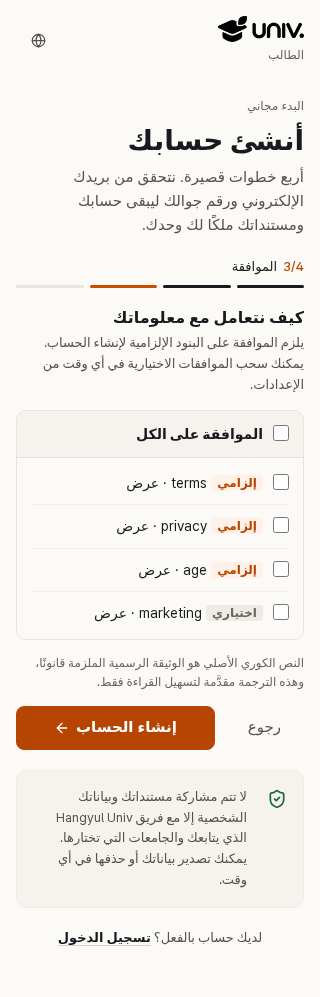 univ.
الطالب
البدء مجاني
أنشئ حسابك
أربع خطوات قصيرة. نتحقق من بريدك
الإلكتروني ورقم جوالك ليبقى حسابك
ومستنداتك ملكًا لك وحدك.
3/4 الموافقة
كيف نتعامل مع معلوماتك
يلزم الموافقة على البنود الإلزامية لإنشاء الحساب.
يمكنك سحب الموافقات الاختيارية في أي وقت من
الإعدادات.
الموافقة على الكل
إلزامي terms · عرض
إلزامي privacy · عرض
إلزامي age · عرض
اختياري marketing · عرض
النص الكوري الأصلي هو الوثيقة الرسمية الملزمة قانونًا،
وهذه الترجمة مقدَّمة لتسهيل القراءة فقط.
رجوع
إنشاء الحساب ←
لا تتم مشاركة مستنداتك وبياناتك
الشخصية إلا مع فريق Hangyul Univ
الذي يتابعك والجامعات التي تختارها.
يمكنك تصدير بياناتك أو حذفها في أي
وقت.
لديك حساب بالفعل؟ تسجيل الدخول